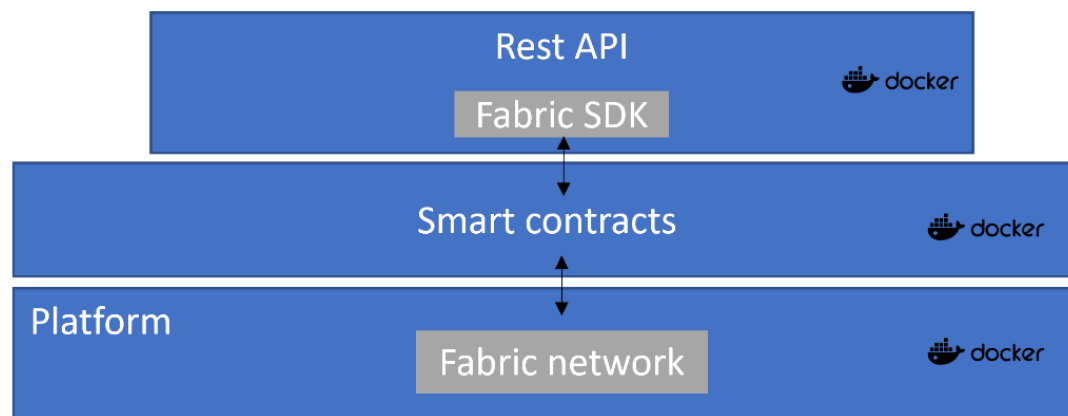 Rest API
docker
Fabric SDK
Smart contracts
docker
Platform
docker
Fabric network